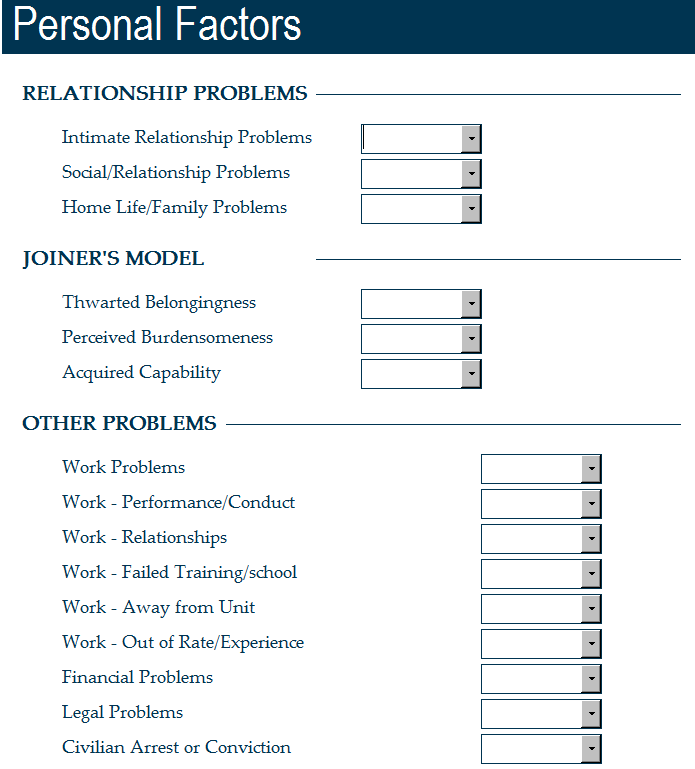 Personal Factors
RELATIONSHIP PROBLEMS
Intimate Relationship Problems
Social/Relationship Problems
Home Life/Family Problems
JOINER'S MODEL
Thwarted Belongingness
Perceived Burdensomeness
Acquired Capability
OTHER PROBLEMS
Work Problems
Work - Performance/Conduct
Work - Relationships
Work - Failed Training/school
Work - Away from Unit
Work - Out of Rate/Experience
Financial Problems
Legal Problems
Civilian Arrest or Conviction